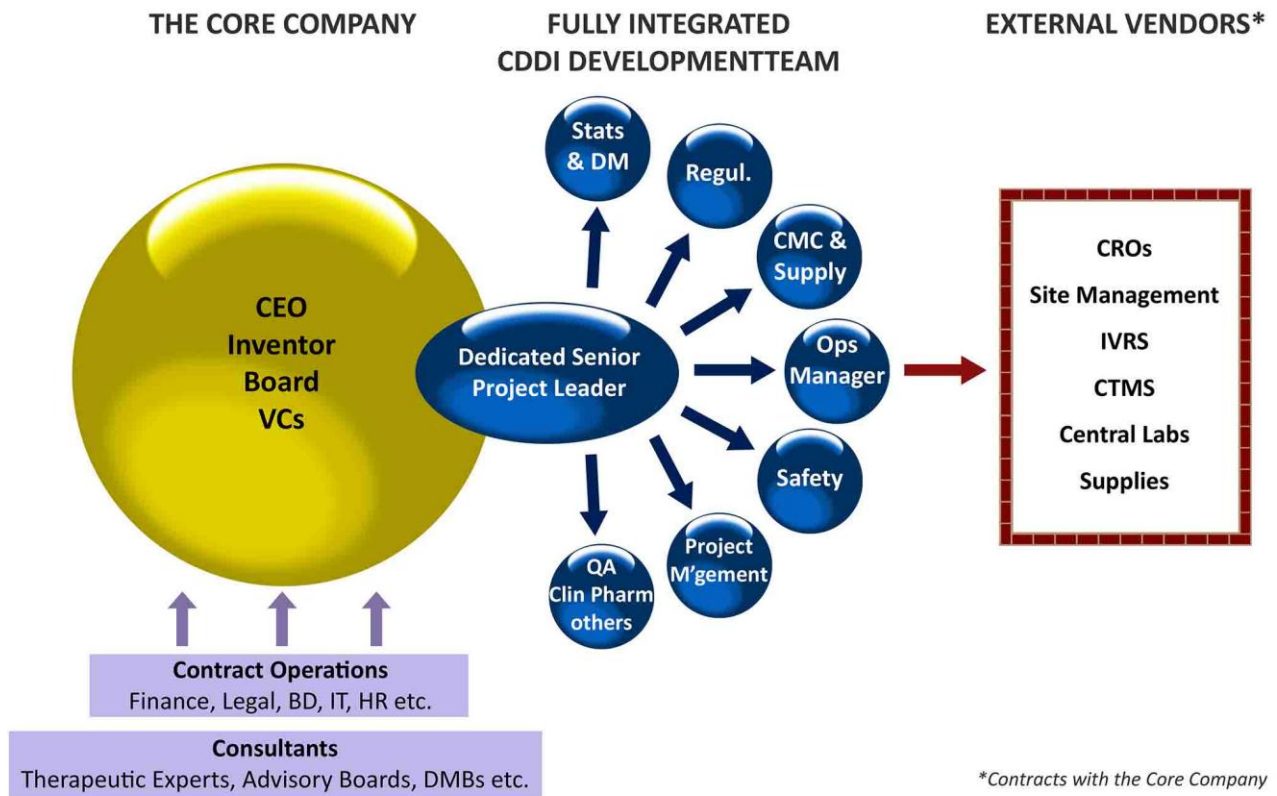 THE CORE COMPANY
FULLY INTEGRATED
CDDI DEVELOPMENTTEAM
EXTERNAL VENDORS*
CEO
Inventor
Board
VCs
Dedicated Senior
Project Leader
Stats
& DM
Regul.
CMC &
Supply
Ops
Manager
Safety
Project
M'gement
QA
Clin Pharm
others
CROs
Site Management
IVRS
CTMS
Central Labs
Supplies
Contract Operations
Finance, Legal, BD, IT, HR etc.
Consultants
Therapeutic Experts, Advisory Boards, DMBs etc.
*Contracts with the Core Company